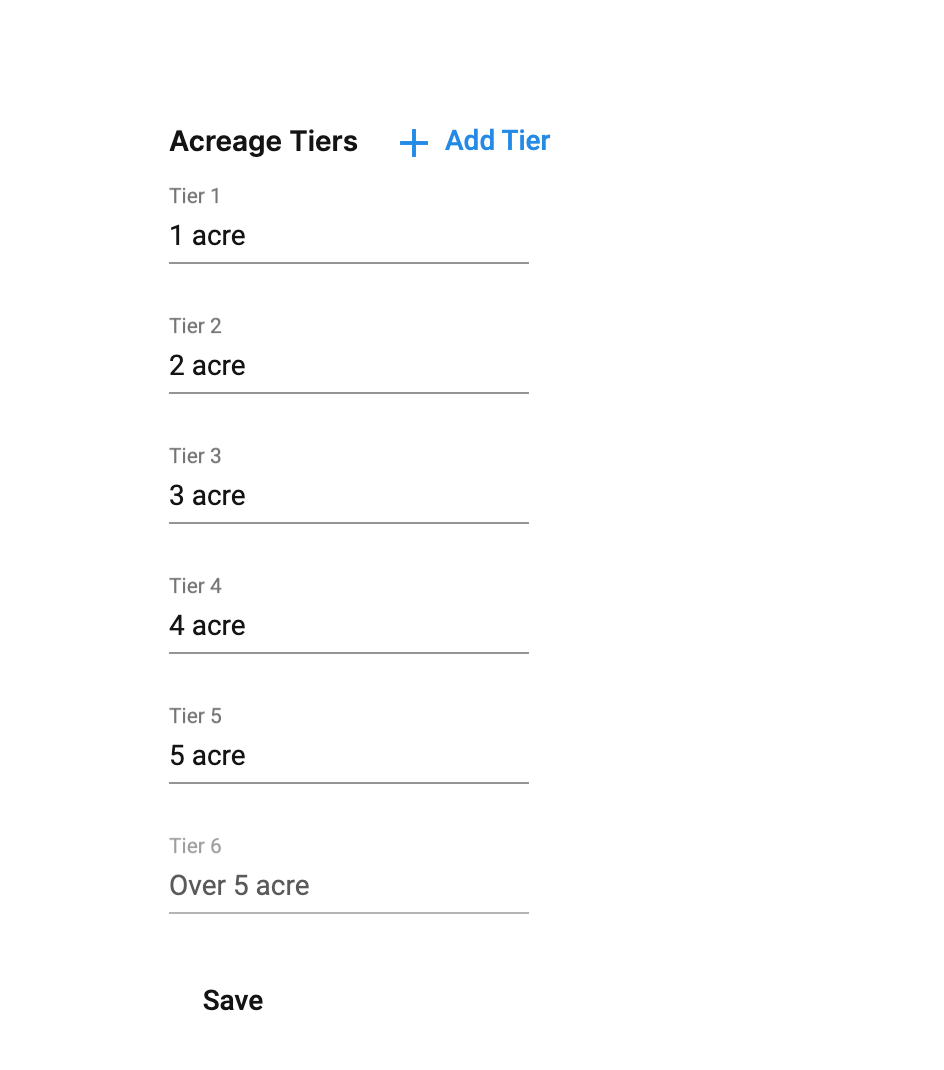 Acreage Tiers + Add Tier
Tier 1
1 acre
Tier 2
2 acre
Tier 3
3 acre
Tier 4
4 acre
Tier 5
5 acre
Tier 6
Over 5 acre
Save